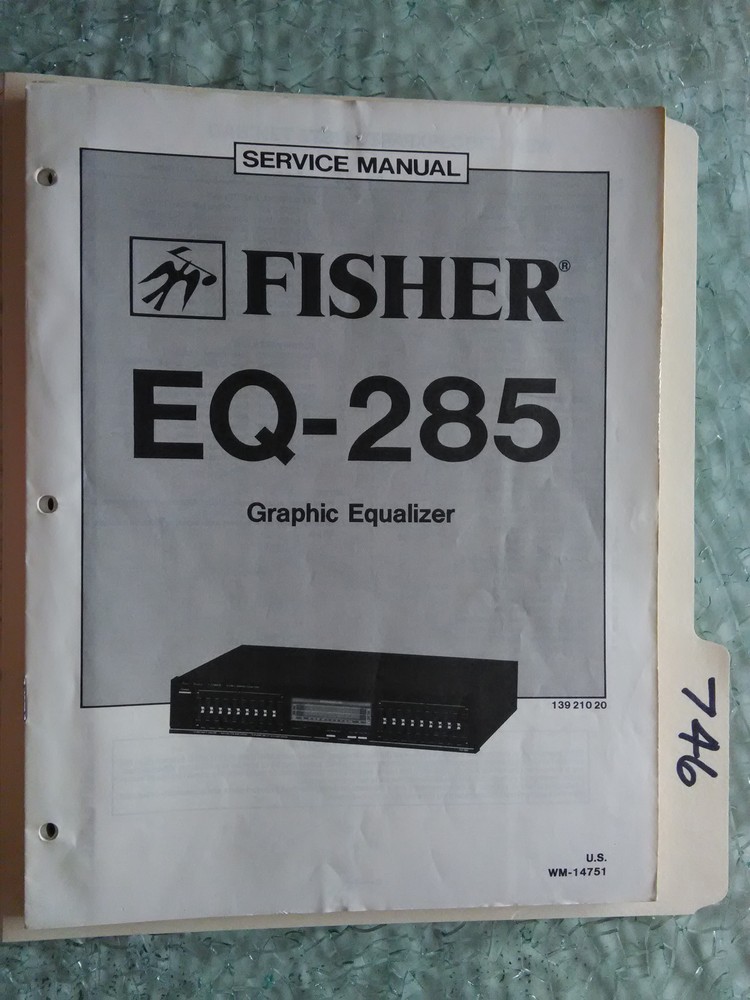 SERVICE MANUAL
FISHER®
EQ-285
Graphic Equalizer
139 210 20
U.S.
WM-14751
746